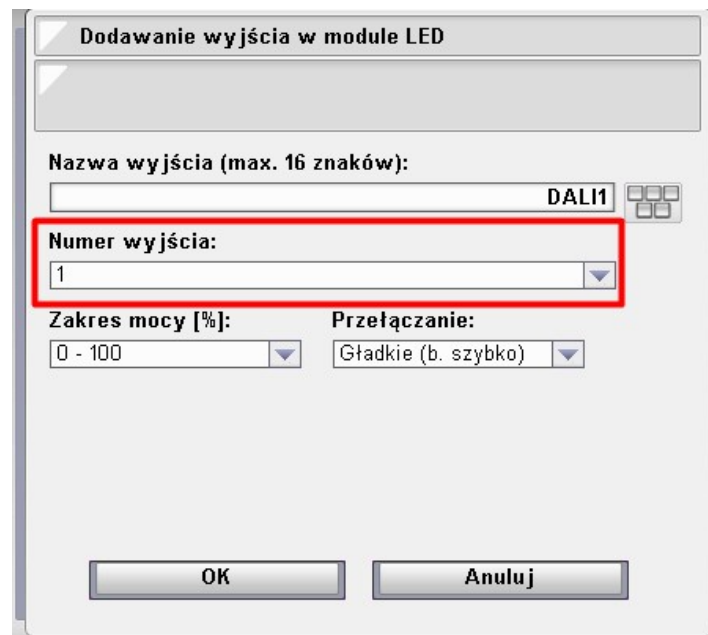 Dodawanie wyjścia w module LED
Nazwa wyjścia (max. 16 znaków):
DALI1
Numer wyjścia:
1
Zakres mocy [%]: Przełączanie:
0 - 100 Gładkie (b. szybko)
OK Anuluj